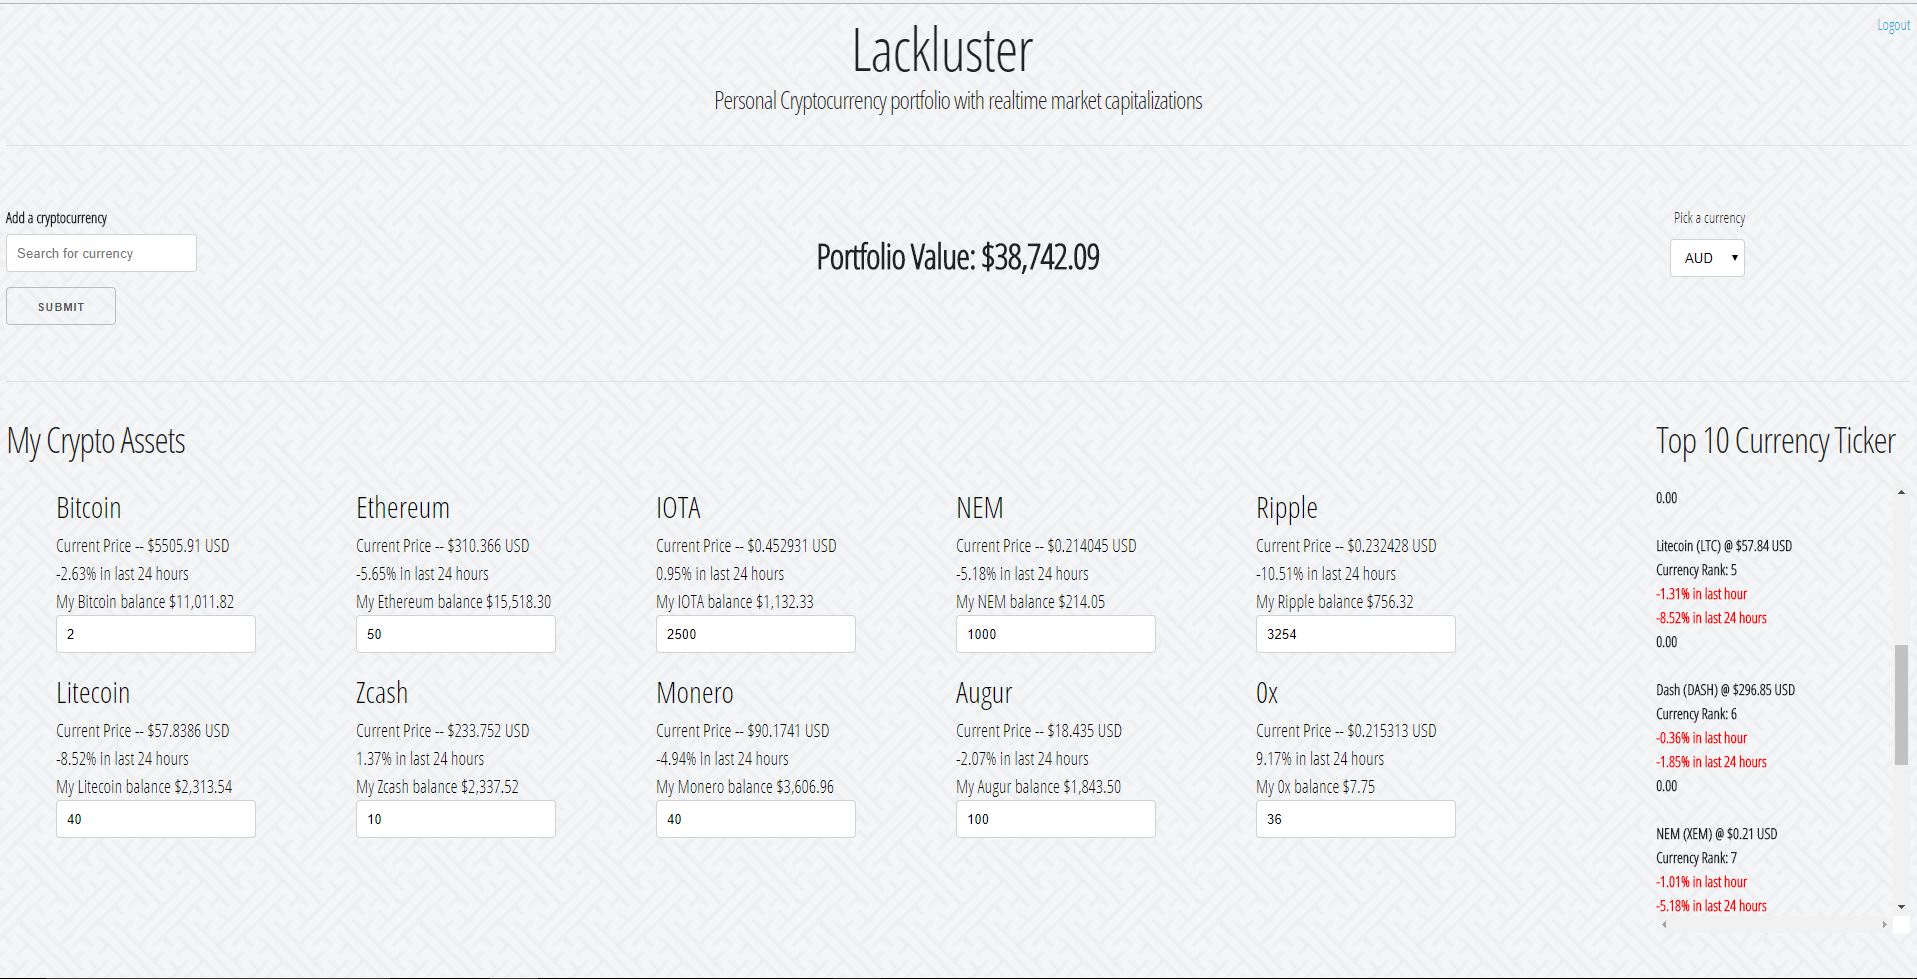 Logout
Lackluster
Personal Cryptocurrency portfolio with realtime market capitalizations
Add a cryptocurrency
Search for currency
SUBMIT
Portfolio Value: $38,742.09
Pick a currency
AUD
My Crypto Assets
Bitcoin
Current Price -- $5505.91 USD
-2.63% in last 24 hours
My Bitcoin balance $11,011.82
2
Ethereum
Current Price -- $310.366 USD
-5.65% in last 24 hours
My Ethereum balance $15,518.30
50
IOTA
Current Price -- $0.452931 USD
0.95% in last 24 hours
My IOTA balance $1,132.33
2500
NEM
Current Price -- $0.214045 USD
-5.18% in last 24 hours
My NEM balance $214.05
1000
Ripple
Current Price -- $0.232428 USD
-10.51% in last 24 hours
My Ripple balance $756.32
3254
Litecoin
Current Price -- $57.8386 USD
-8.52% in last 24 hours
My Litecoin balance $2,313.54
40
Zcash
Current Price -- $233.752 USD
1.37% in last 24 hours
My Zcash balance $2,337.52
10
Monero
Current Price -- $90.1741 USD
-4.94% in last 24 hours
My Monero balance $3,606.96
40
Augur
Current Price -- $18.435 USD
-2.07% in last 24 hours
My Augur balance $1,843.50
100
0x
Current Price -- $0.215313 USD
9.17% in last 24 hours
My 0x balance $7.75
36
Top 10 Currency Ticker
0.00
Litecoin (LTC) @ $57.84 USD
Currency Rank: 5
-1.31% in last hour
-8.52% in last 24 hours
0.00
Dash (DASH) @ $296.85 USD
Currency Rank: 6
-0.36% in last hour
-1.85% in last 24 hours
0.00
NEM (XEM) @ $0.21 USD
Currency Rank: 7
-1.01% in last hour
-5.18% in last 24 hours